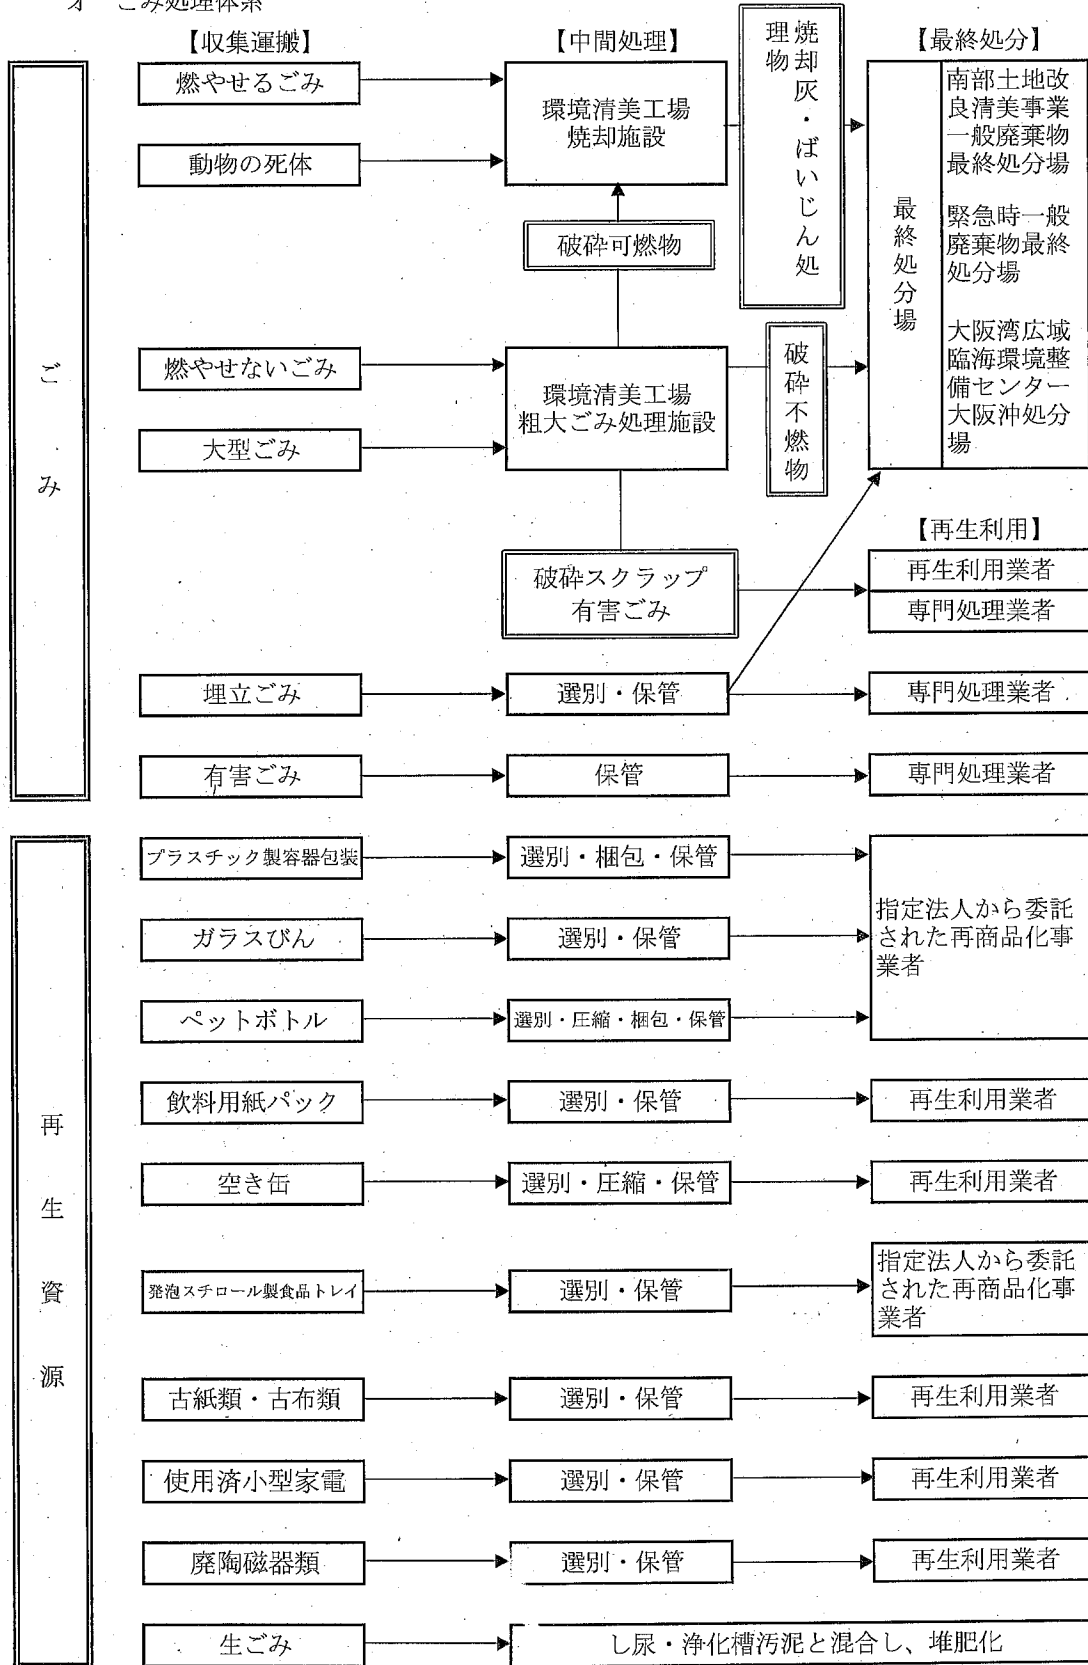 オ ごみ処理体系
【収集運搬】
【中間処理】
【最終処分】
ごみ
燃やせるごみ
動物の死体
環境清美工場
焼却施設
焼却灰・ばいじん処
理物
破砕可燃物
燃やせないごみ
大型ごみ
環境清美工場
粗大ごみ処理施設
破砕不燃物
最終処分場
南部土地改
良清美事業
一般廃棄物
最終処分場
緊急時一般
廃棄物最終
処分場
大阪湾広域
臨海環境整
備センター
大阪沖処分
場
【再生利用】
破砕スクラップ
有害ごみ
再生利用業者
専門処理業者
埋立ごみ
選別・保管
専門処理業者
有害ごみ
保管
専門処理業者
再生資源
プラスチック製容器包装
選別・梱包・保管
ガラスびん
選別・保管
ペットボトル
選別・圧縮・梱包・保管
指定法人から委託
された再商品化事
業者
飲料用紙パック
選別・保管
再生利用業者
空き缶
選別・圧縮・保管
再生利用業者
発泡スチロール製食品トレイ
選別・保管
指定法人から委託
された再商品化事
業者
古紙類・古布類
選別・保管
再生利用業者
使用済小型家電
選別・保管
再生利用業者
廃陶磁器類
選別・保管
再生利用業者
生ごみ
し尿・浄化槽汚泥と混合し、堆肥化